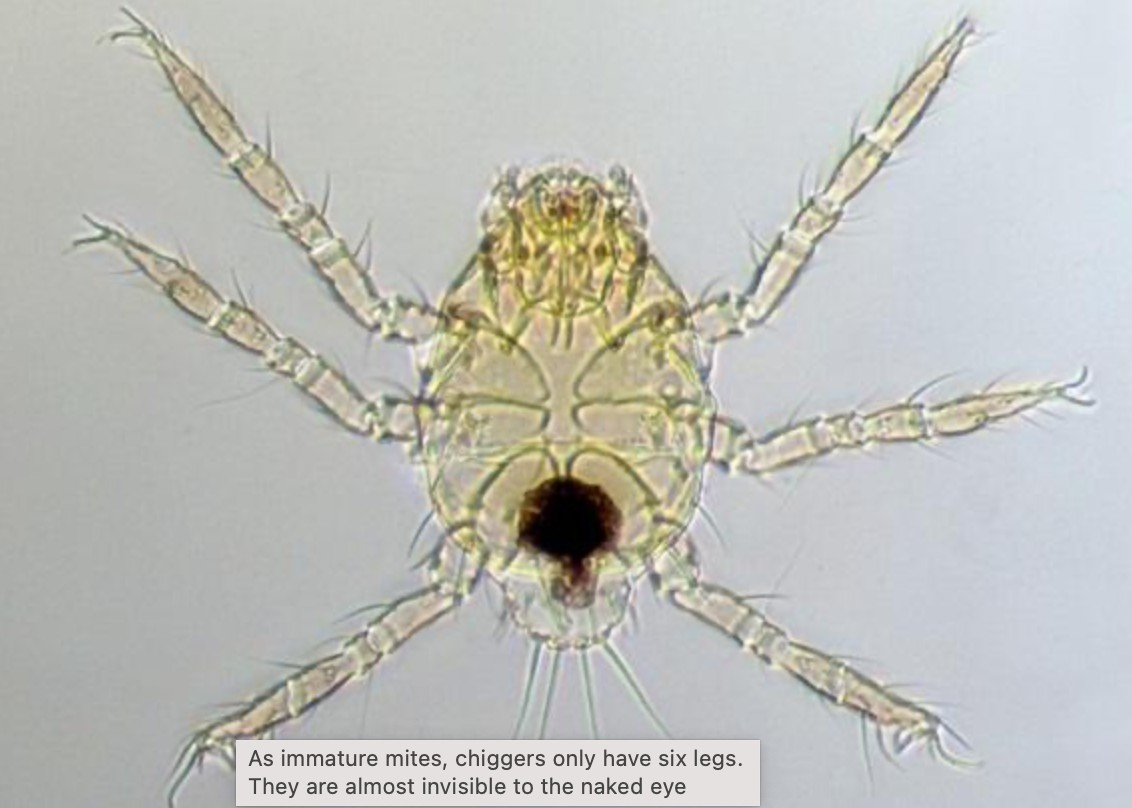 As immature mites, chiggers only have six legs.
They are almost invisible to the naked eye